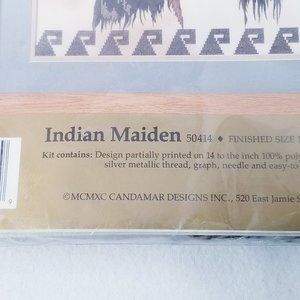 Indian Maiden 50414 ◆ FINISHED SIZE 1
Kit contains: Design partially printed on 14 to the inch 100% poly
silver metallic thread, graph, needle and easy-to-
©MCMXC CANDAMAR DESIGNS INC., 520 East Jamie S